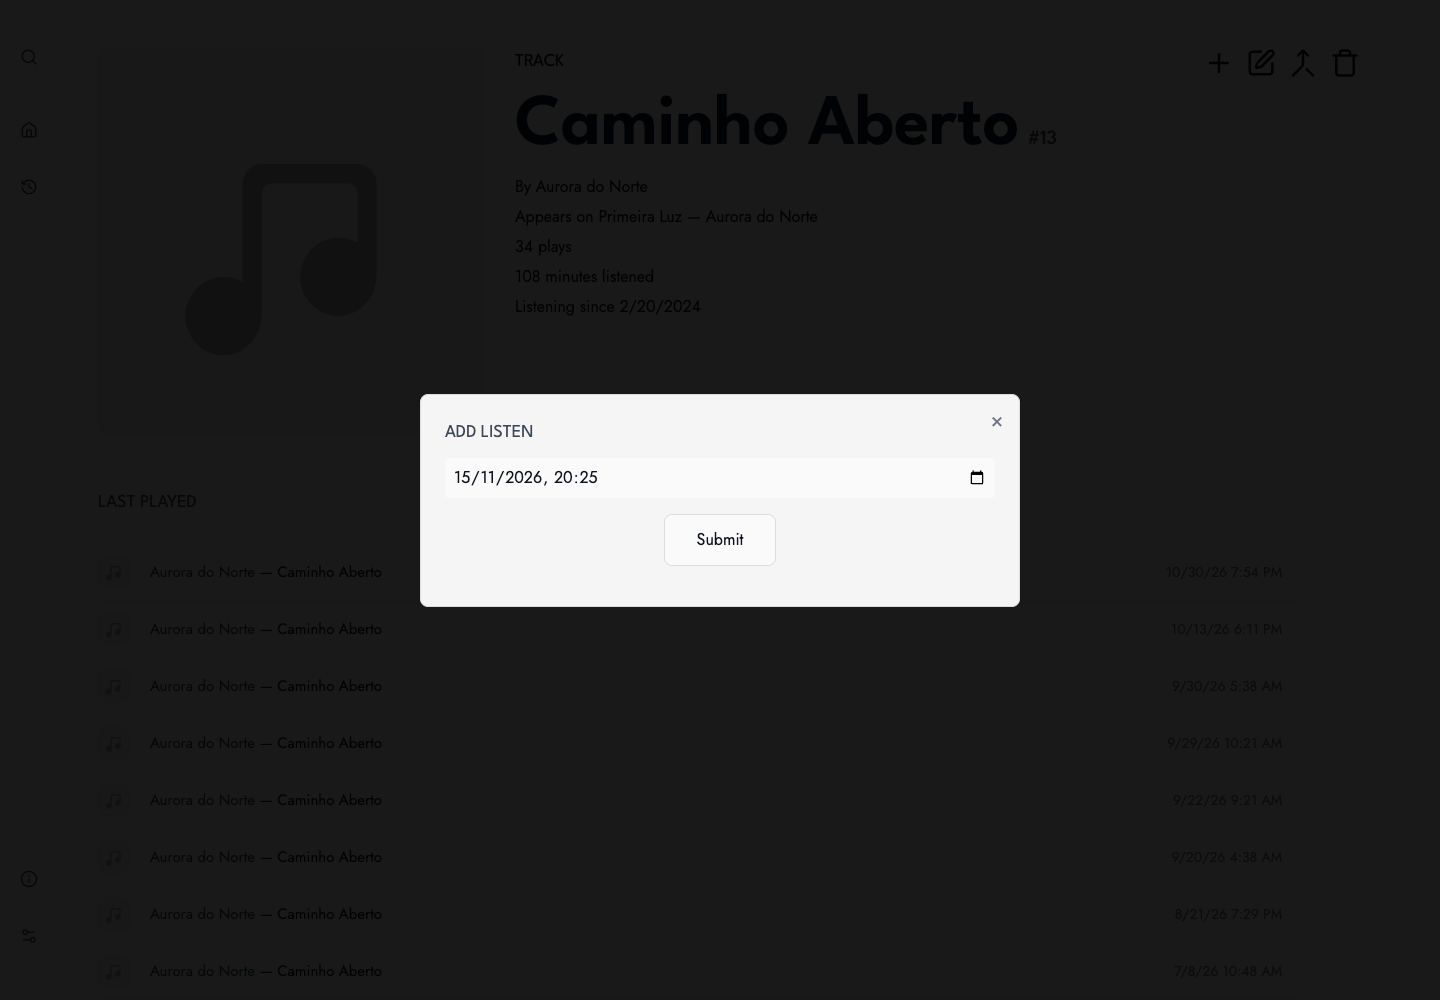 TRACK
Caminho Aberto #13
By Aurora do Norte
Appears on Primeira Luz — Aurora do Norte
34 plays
108 minutes listened
Listening since 2/20/2024
ADD LISTEN
×
15/11/2026, 20:25
Submit
LAST PLAYED
Aurora do Norte — Caminho Aberto 10/30/26 7:54 PM
Aurora do Norte — Caminho Aberto 10/13/26 6:11 PM
Aurora do Norte — Caminho Aberto 9/30/26 5:38 AM
Aurora do Norte — Caminho Aberto 9/29/26 10:21 AM
Aurora do Norte — Caminho Aberto 9/22/26 9:21 AM
Aurora do Norte — Caminho Aberto 9/20/26 4:38 AM
Aurora do Norte — Caminho Aberto 8/21/26 7:29 PM
Aurora do Norte — Caminho Aberto 7/8/26 10:48 AM